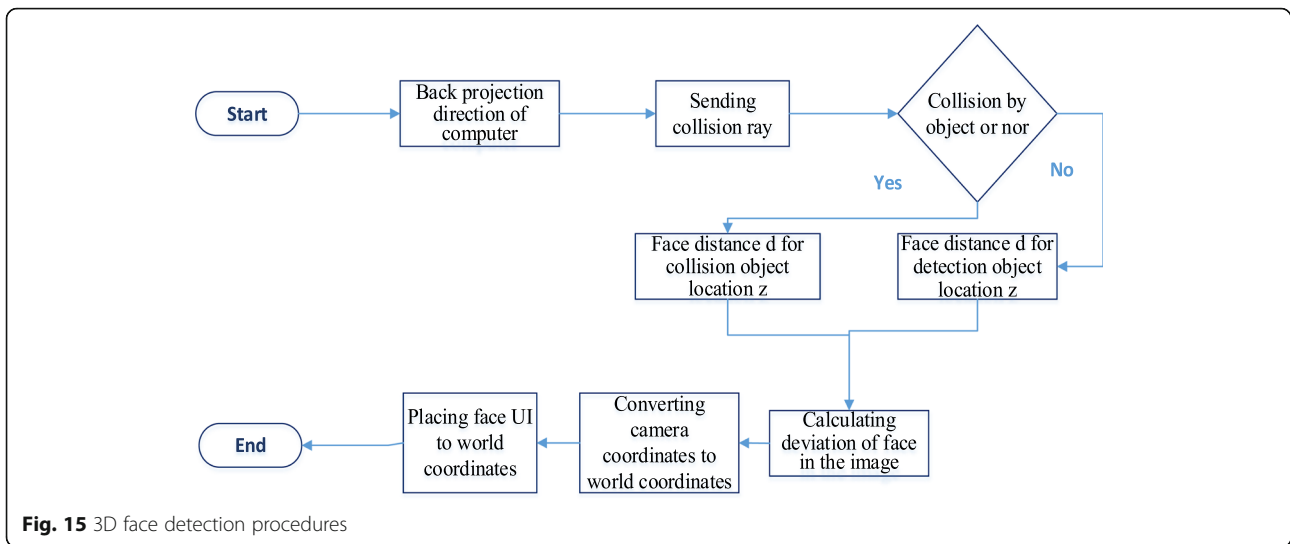 Start
Back projection
direction of
computer
Sending
collision ray
Collision by
object or nor
Yes
No
Face distance d for
collision object
location z
Face distance d for
detection object
location z
Calculating
deviation of face
in the image
Converting
camera
coordinates to
world coordinates
Placing face UI
to world
coordinates
End
Fig. 15 3D face detection procedures